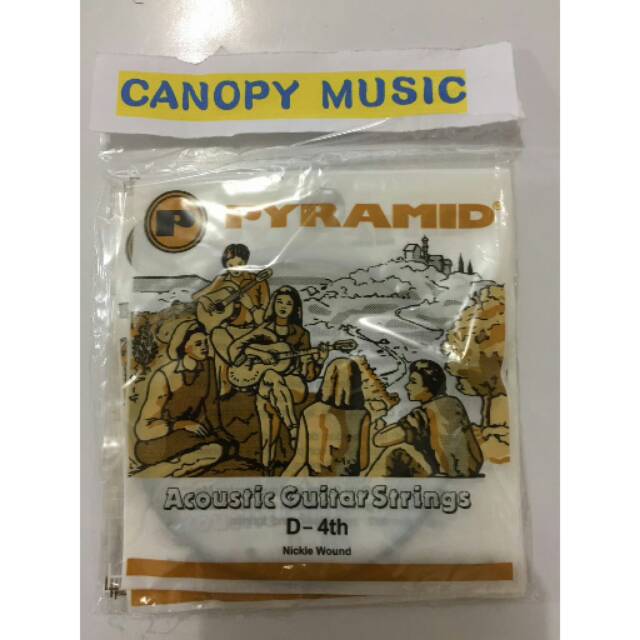 CANOPY MUSIC
P PYRAMID®
Acoustic Guitar Strings
D-4th
Nickle Wound